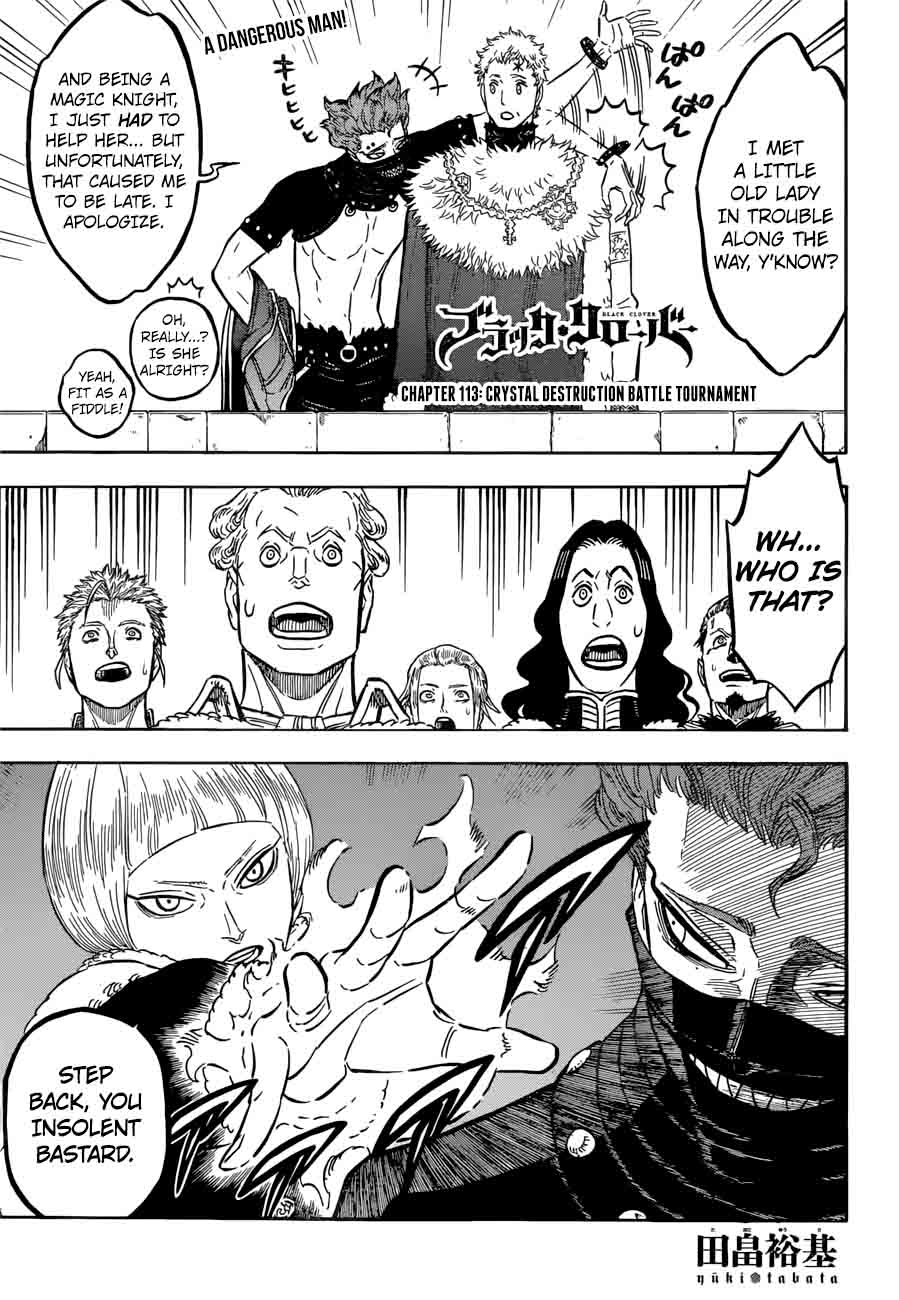 A DANGEROUS MAN!
I MET
A LITTLE
OLD LADY
IN TROUBLE
ALONG THE
WAY, Y'KNOW?
ぱんぱん
ぱんぱん
キヒヒヒヒ
AND BEING A
MAGIC KNIGHT,
I JUST HAD TO
HELP HER... BUT
UNFORTUNATELY,
THAT CAUSED ME
TO BE LATE. I
APOLOGIZE.
OH,
REALLY...?
IS SHE
ALRIGHT?
YEAH,
FIT AS A
FIDDLE!
BLACK CLOVER
ブラッククローバー
CHAPTER 113: CRYSTAL DESTRUCTION BATTLE TOURNAMENT
WH...
WHO IS
THAT?
STEP
BACK, YOU
INSOLENT
BASTARD.
田畠裕基
yūki tabata